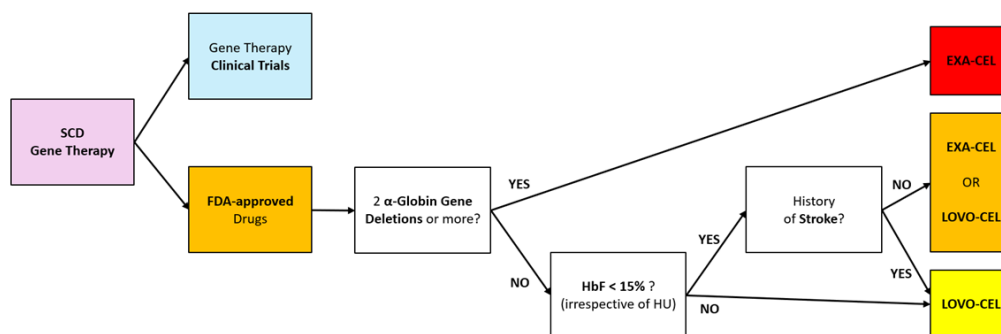 Gene Therapy
Clinical Trials
SCD
Gene Therapy
FDA-approved
Drugs
2 α-Globin Gene
Deletions or more?
YES
NO
HbF < 15% ?
(irrespective of HU)
YES
NO
History
of Stroke?
NO
YES
EXA-CEL
EXA-CEL
OR
LOVO-CEL
LOVO-CEL